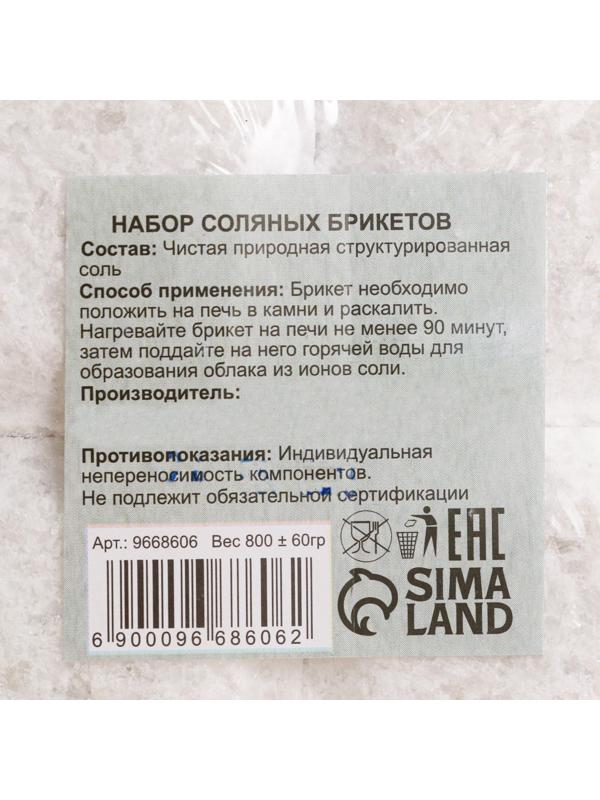 НАБОР СОЛЯНЫХ БРИКЕТОВ
Состав: Чистая природная структурированная
соль
Способ применения: Брикет необходимо
положить на печь в камни и раскалить.
Нагревайте брикет на печи не менее 90 минут,
затем поддайте на него горячей воды для
образования облака из ионов соли.
Производитель:
Противопоказания: Индивидуальная
непереносимость компонентов.
Не подлежит обязательной сертификации
Арт.: 9668606 Вес 800 ± 60гр
6 900096 686062
EAC
SIMA
LAND